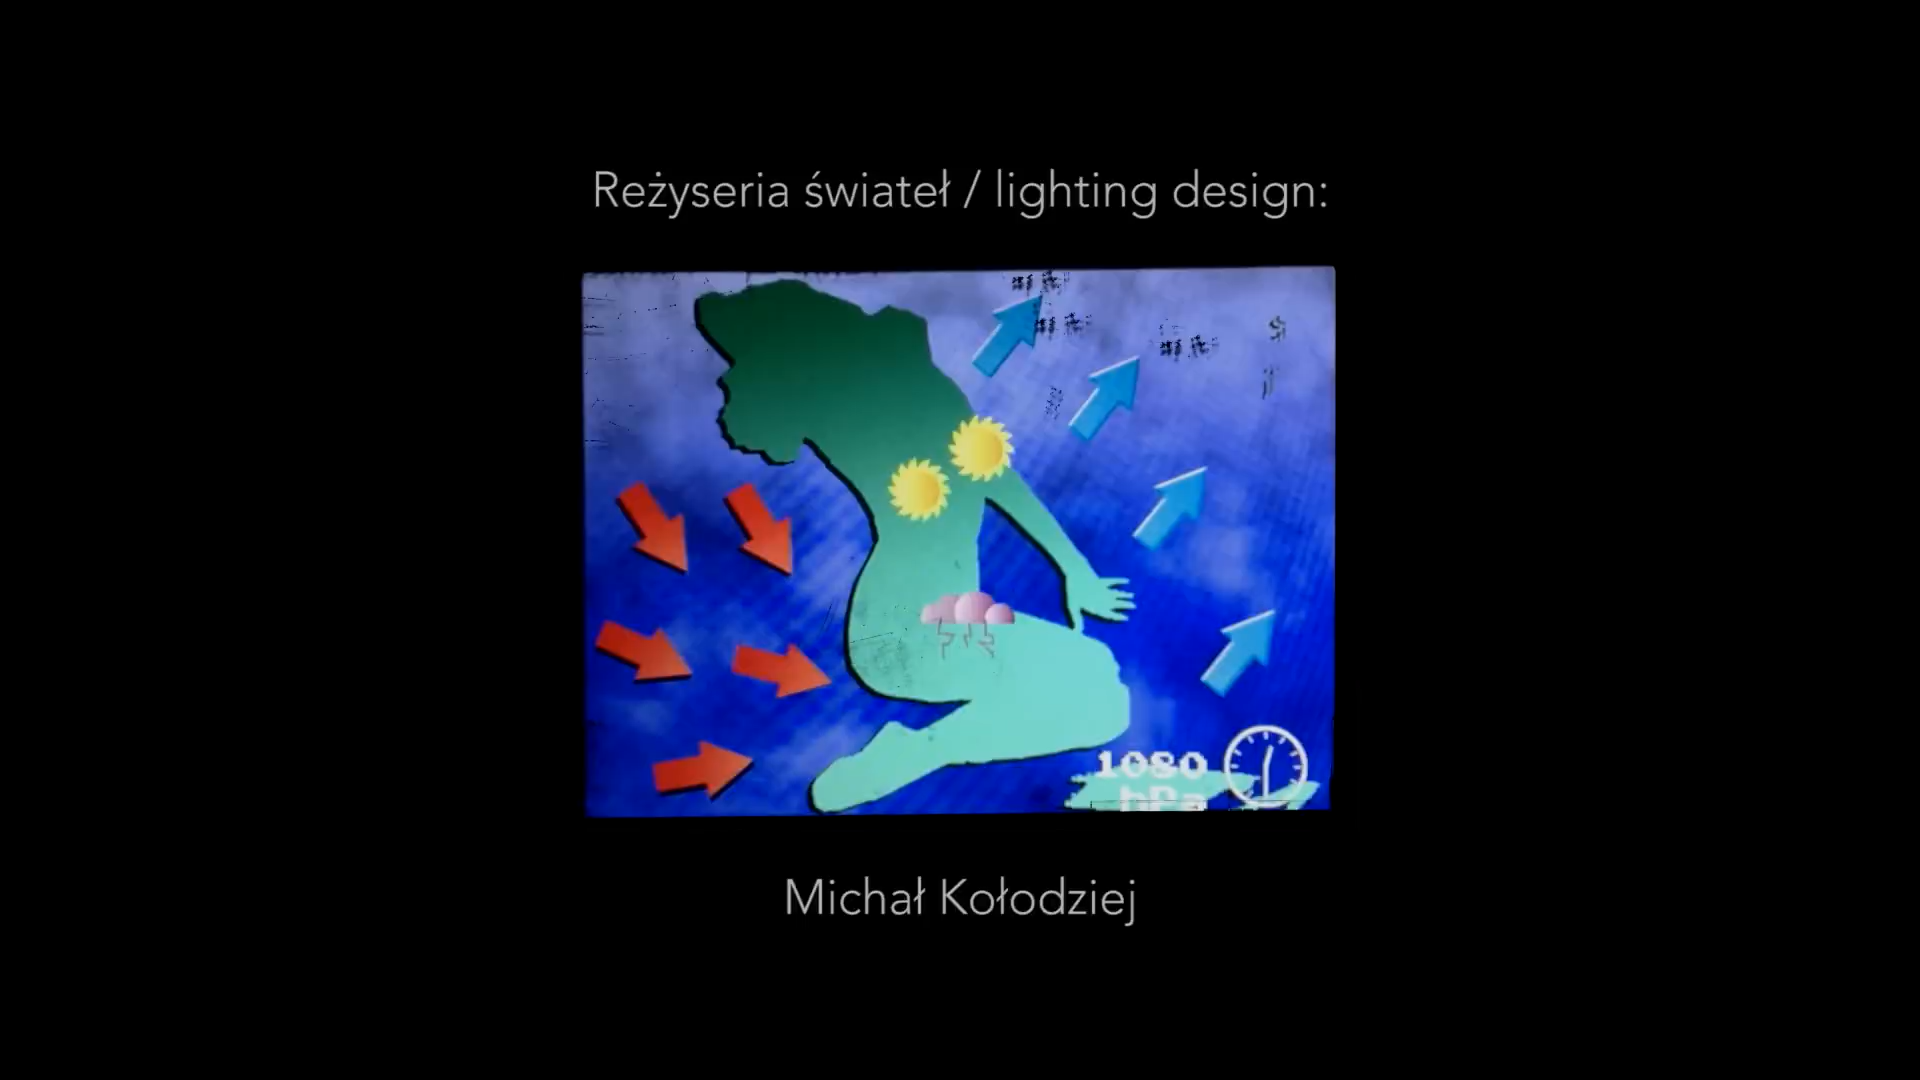 Reżyseria świateł / lighting design:
1080
hPa
Michał Kołodziej